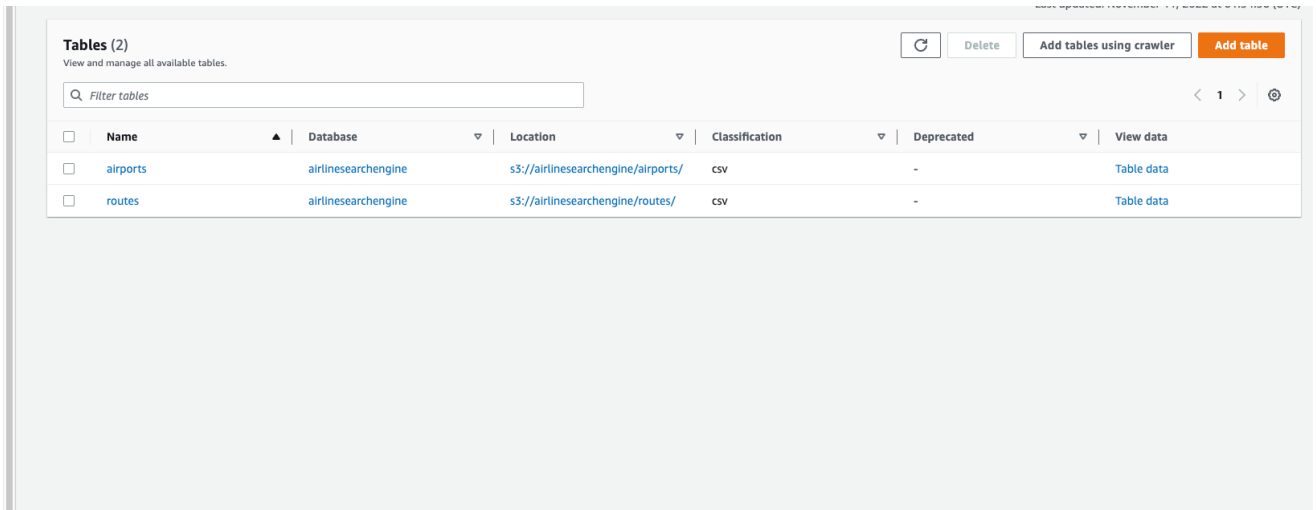 Tables (2)
Delete
Add tables using crawler
Add table
View and manage all available tables.
Filter tables
1
Name Database Location Classification Deprecated View data
airports airlinesearchengine s3://airlinesearchengine/airports/ csv - Table data
routes airlinesearchengine s3://airlinesearchengine/routes/ csv - Table data